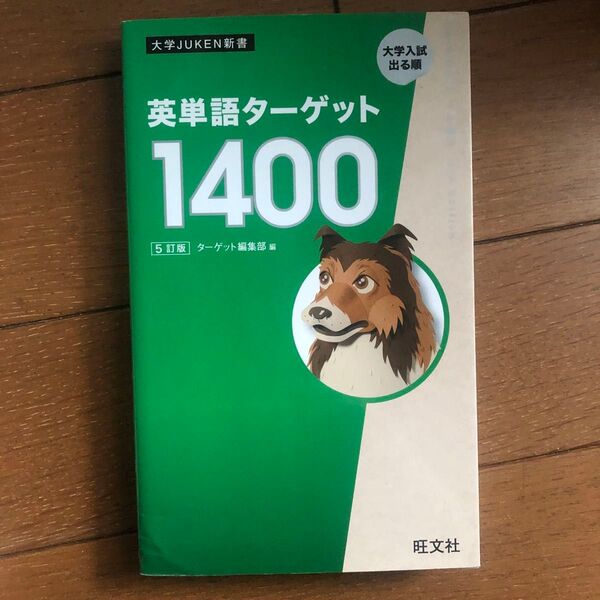 大学JUKEN新書
大学入試
出る順
英単語ターゲット
1400
5訂版 ターゲット編集部 編
旺文社